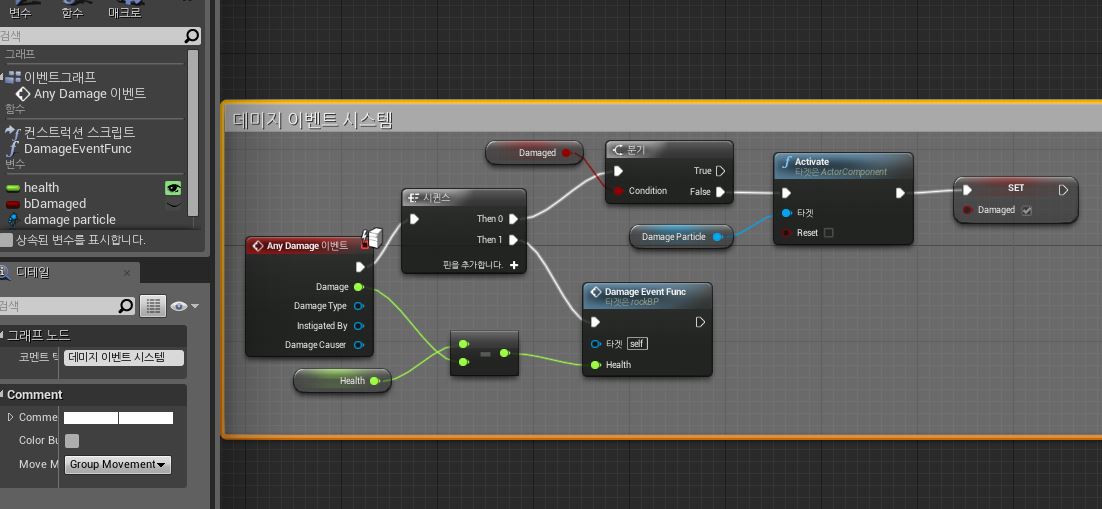 변수 함수 매크로
검색
그래프
이벤트그래프
Any Damage 이벤트
함수
컨스트럭션 스크립트
DamageEventFunc
변수
health
bDamaged
damage particle
상속된 변수를 표시합니다.
디테일
검색
그래프 노드
코멘트 텍 데미지 이벤트 시스템
Comment
Comme
Color Bu
Move M Group Movement
데미지 이벤트 시스템
Any Damage 이벤트
Damage
Damage Type
Instigated By
Damage Causer
Health
시퀀스
Then 0
Then 1
핀을 추가합니다.
Damaged
분기
True
Condition False
Damage Particle
Activate
타겟은 ActorComponent
타겟
Reset
SET
Damaged
Damage Event Func
타겟은 rockBP
타겟 self
Health